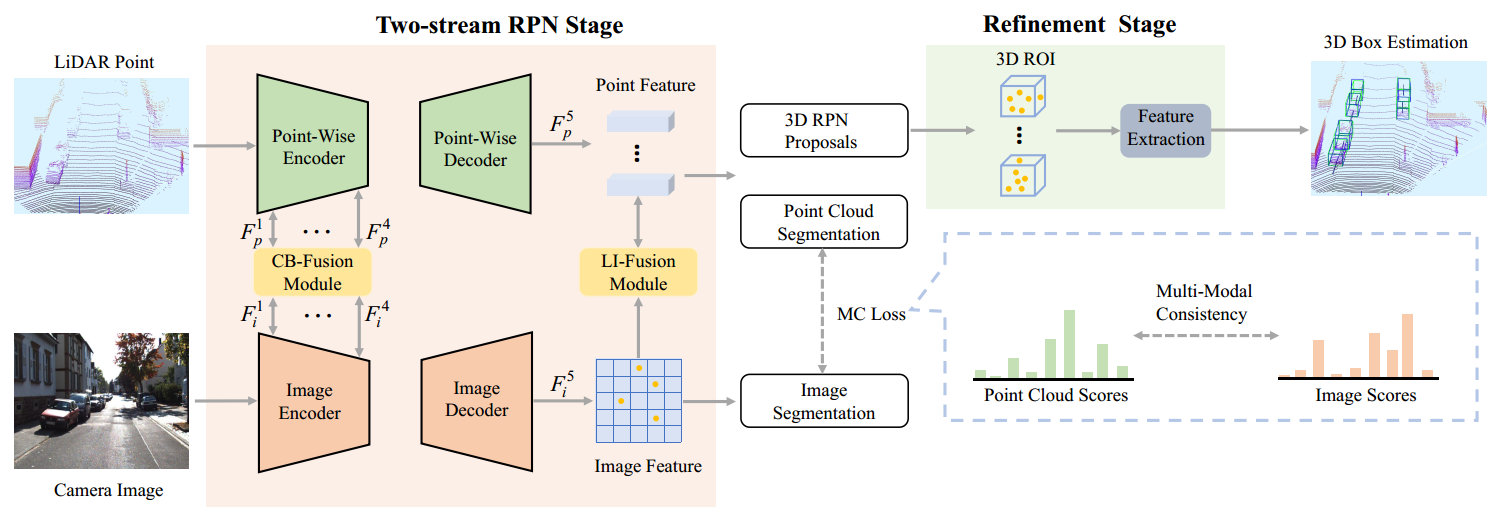 Two-stream RPN Stage
Refinement Stage
LiDAR Point
3D ROI
3D Box Estimation
Point Feature
Point-Wise
Encoder
Point-Wise
Decoder
F_p^5
3D RPN
Proposals
Feature
Extraction
Point Cloud
Segmentation
F_p^1
...
F_p^4
CB-Fusion
Module
LI-Fusion
Module
F_i^1
...
F_i^4
MC Loss
Multi-Modal
Consistency
Image
Encoder
Image
Decoder
F_i^5
Image
Segmentation
Point Cloud Scores
Image Scores
Image Feature
Camera Image